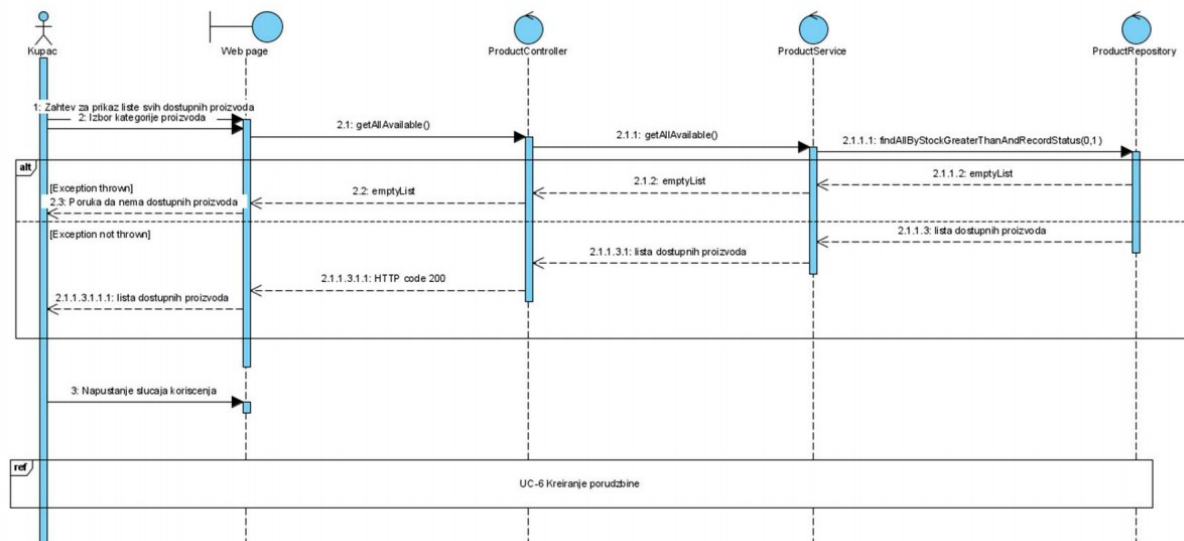 Kupac
Web page
ProductController
ProductService
ProductRepository
1: Zahtev za prikaz liste svih dostupnih proizvoda
2: Izbor kategorije proizvoda
2.1: getAllAvailable()
2.1.1: getAllAvailable()
2.1.1.1: findAllByStockGreaterThanAndRecordStatus(0,1)
alt
[Exception thrown]
2.1.1.2: emptyList
2.1.2: emptyList
2.2: emptyList
2.3: Poruka da nema dostupnih proizvoda
[Exception not thrown]
2.1.1.3: lista dostupnih proizvoda
2.1.1.3.1: lista dostupnih proizvoda
2.1.1.3.1.1: HTTP code 200
2.1.1.3.1.1.1: lista dostupnih proizvoda
3: Napustanje slucaja koriscenja
ref
UC-6 Kreiranje porudzbine